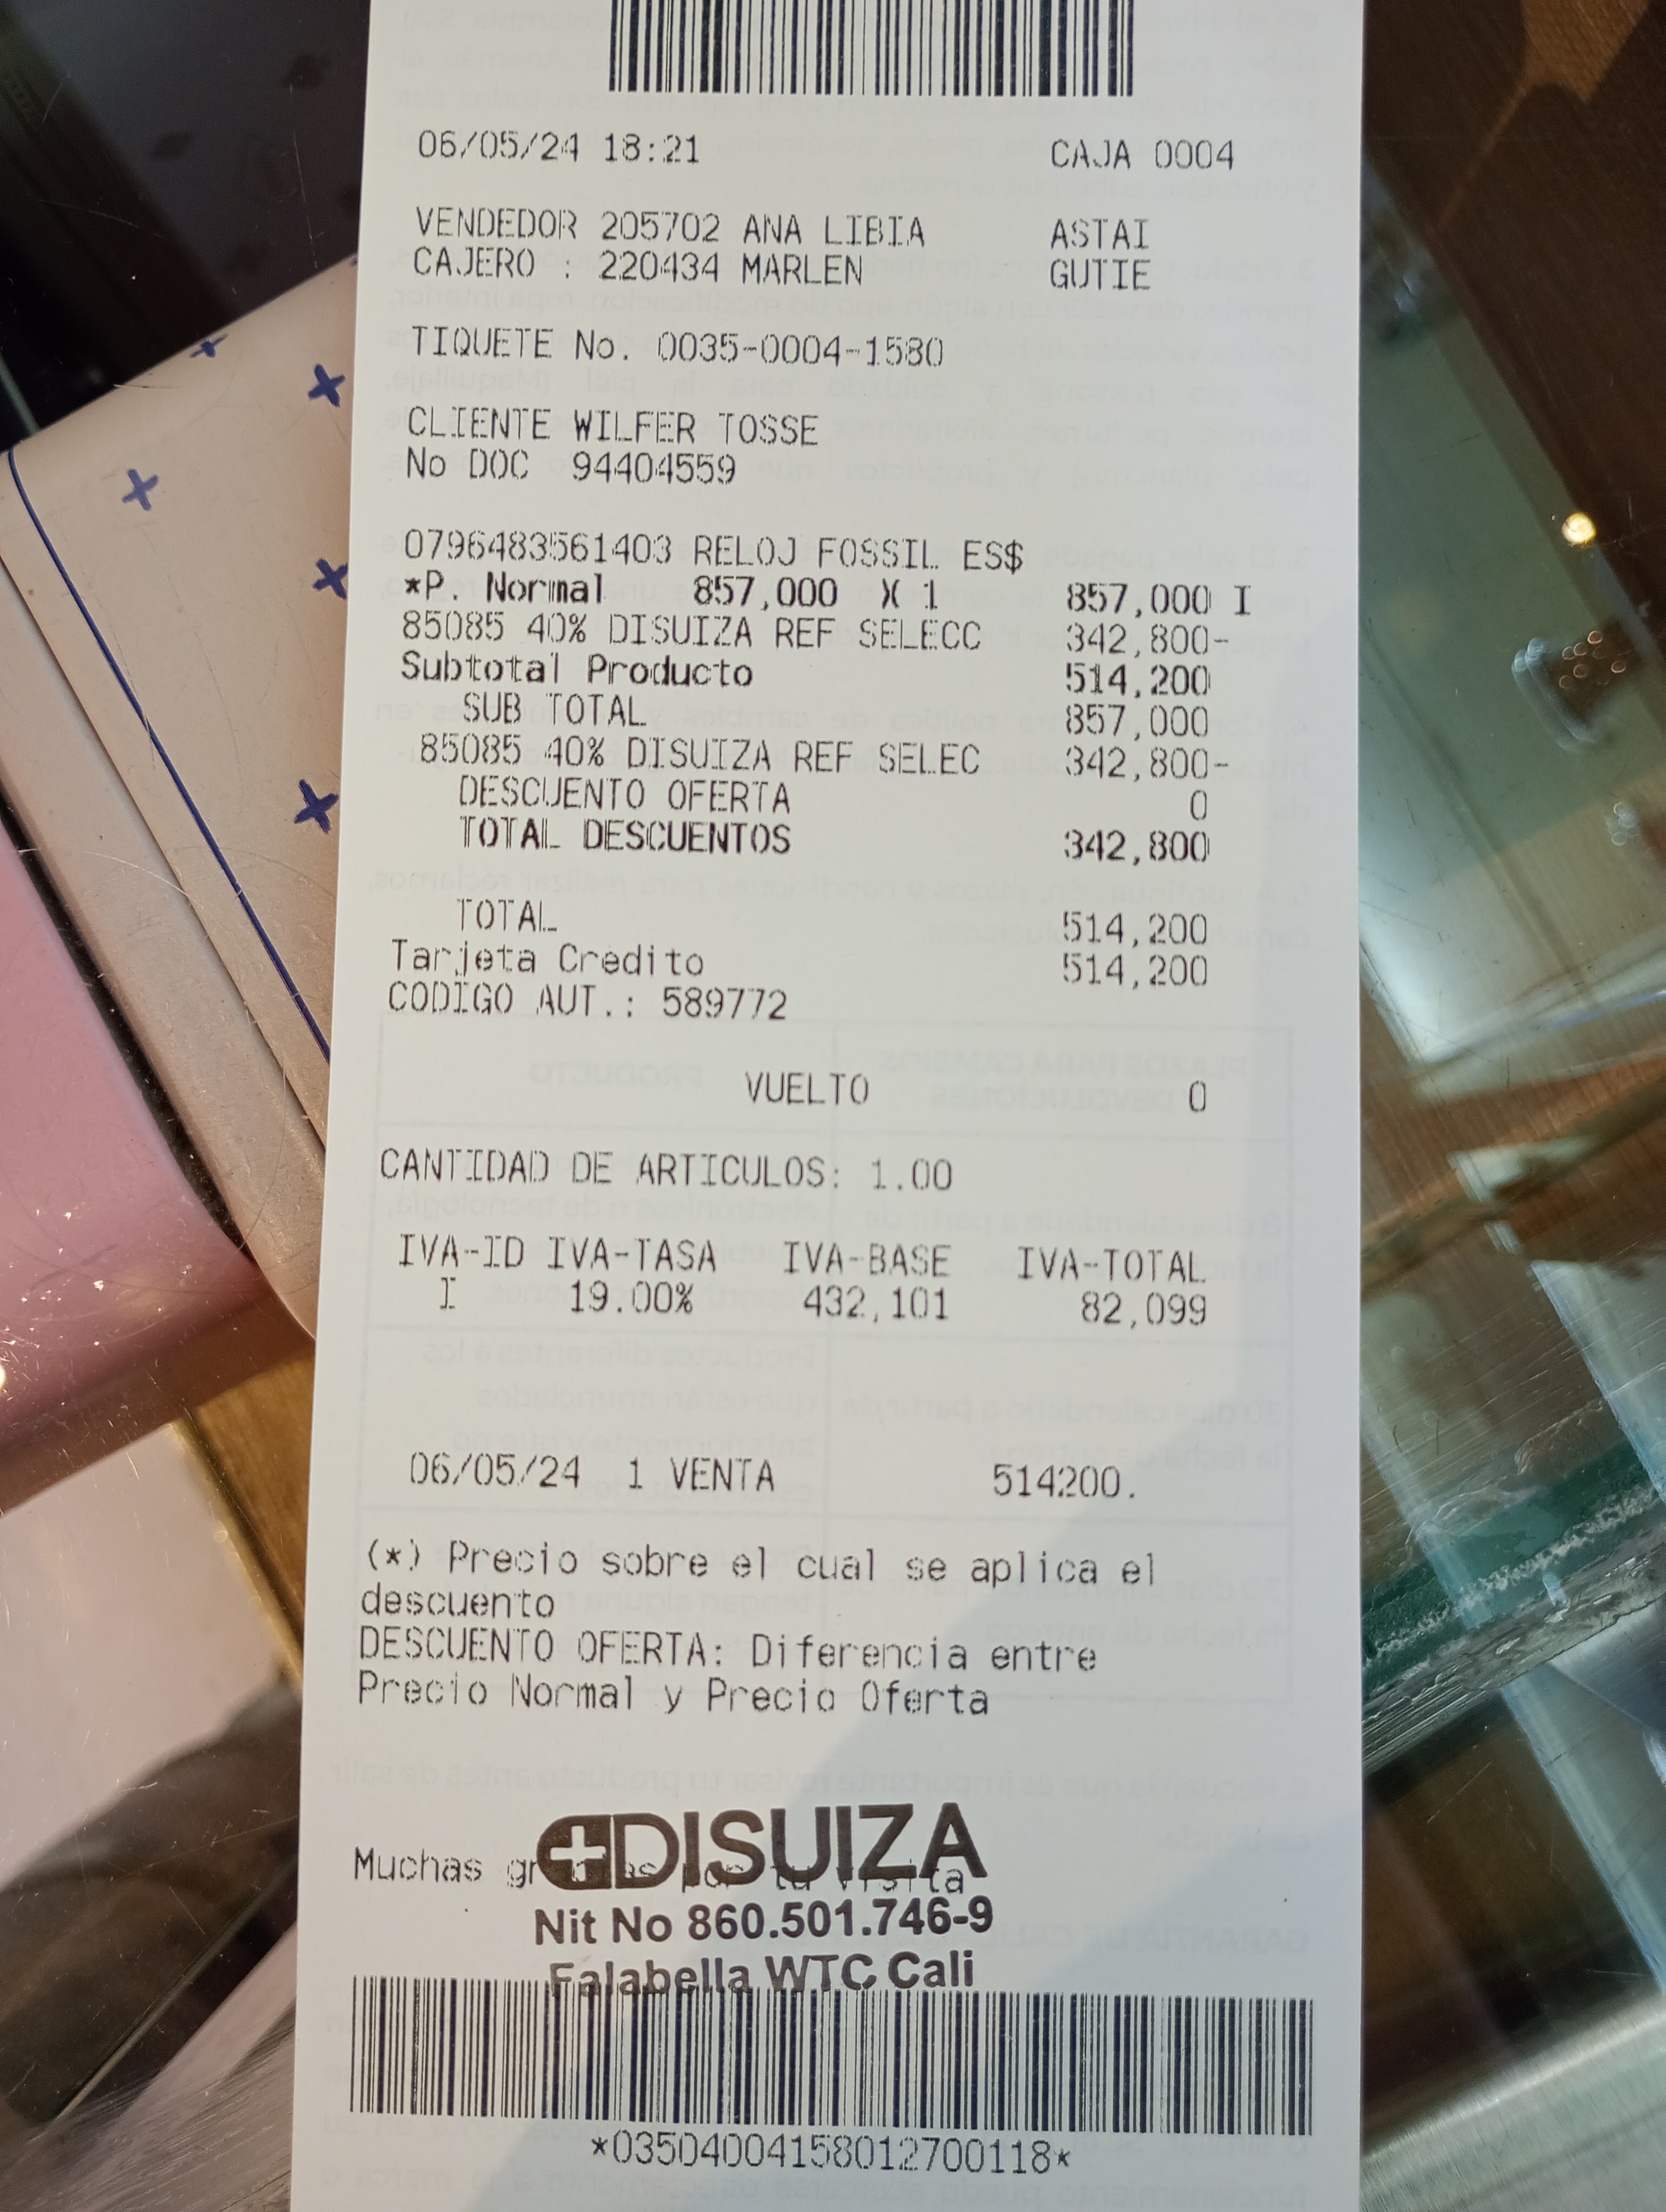 06/05/24 18:21 CAJA 0004
VENDEDOR 205702 ANA LIBIA ASTAI
CAJERO : 220434 MARLEN GUTIE
TIQUETE No. 0035-0004-1580
CLIENTE WILFER TOSSE
No DOC 94404559
0796483561403 RELOJ FOSSIL ES$
*P. Normal 857,000 X 1 857,000 I
85085 40% DISUIZA REF SELECC 342,800-
Subtotal Producto 514,200
SUB TOTAL 857,000
85085 40% DISUIZA REF SELEC 342,800-
DESCUENTO OFERTA 0
TOTAL DESCUENTOS 342,800
TOTAL 514,200
Tarjeta Credito 514,200
CODIGO AUT.: 589772
VUELTO 0
CANTIDAD DE ARTICULOS: 1.00
IVA-ID IVA-TASA IVA-BASE IVA-TOTAL
I 19.00% 432,101 82,099
06/05/24 1 VENTA 514200.
(*) Precio sobre el cual se aplica el
descuento
DESCUENTO OFERTA: Diferencia entre
Precio Normal y Precio Oferta
DISUIZA
Muchas gracias por tu visita
Nit No 860.501.746-9
Falabella WTC Cali
*03504004158012700118*